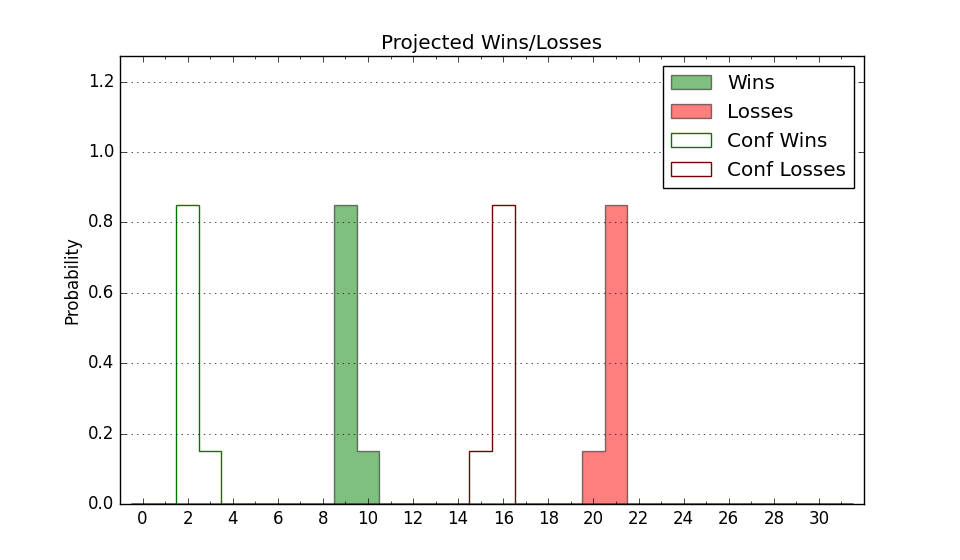 Projected Wins/Losses
Wins
Losses
Conf Wins
Conf Losses
Probability
1.2
1.0
0.8
0.6
0.4
0.2
0.0
0 2 4 6 8 10 12 14 16 18 20 22 24 26 28 30